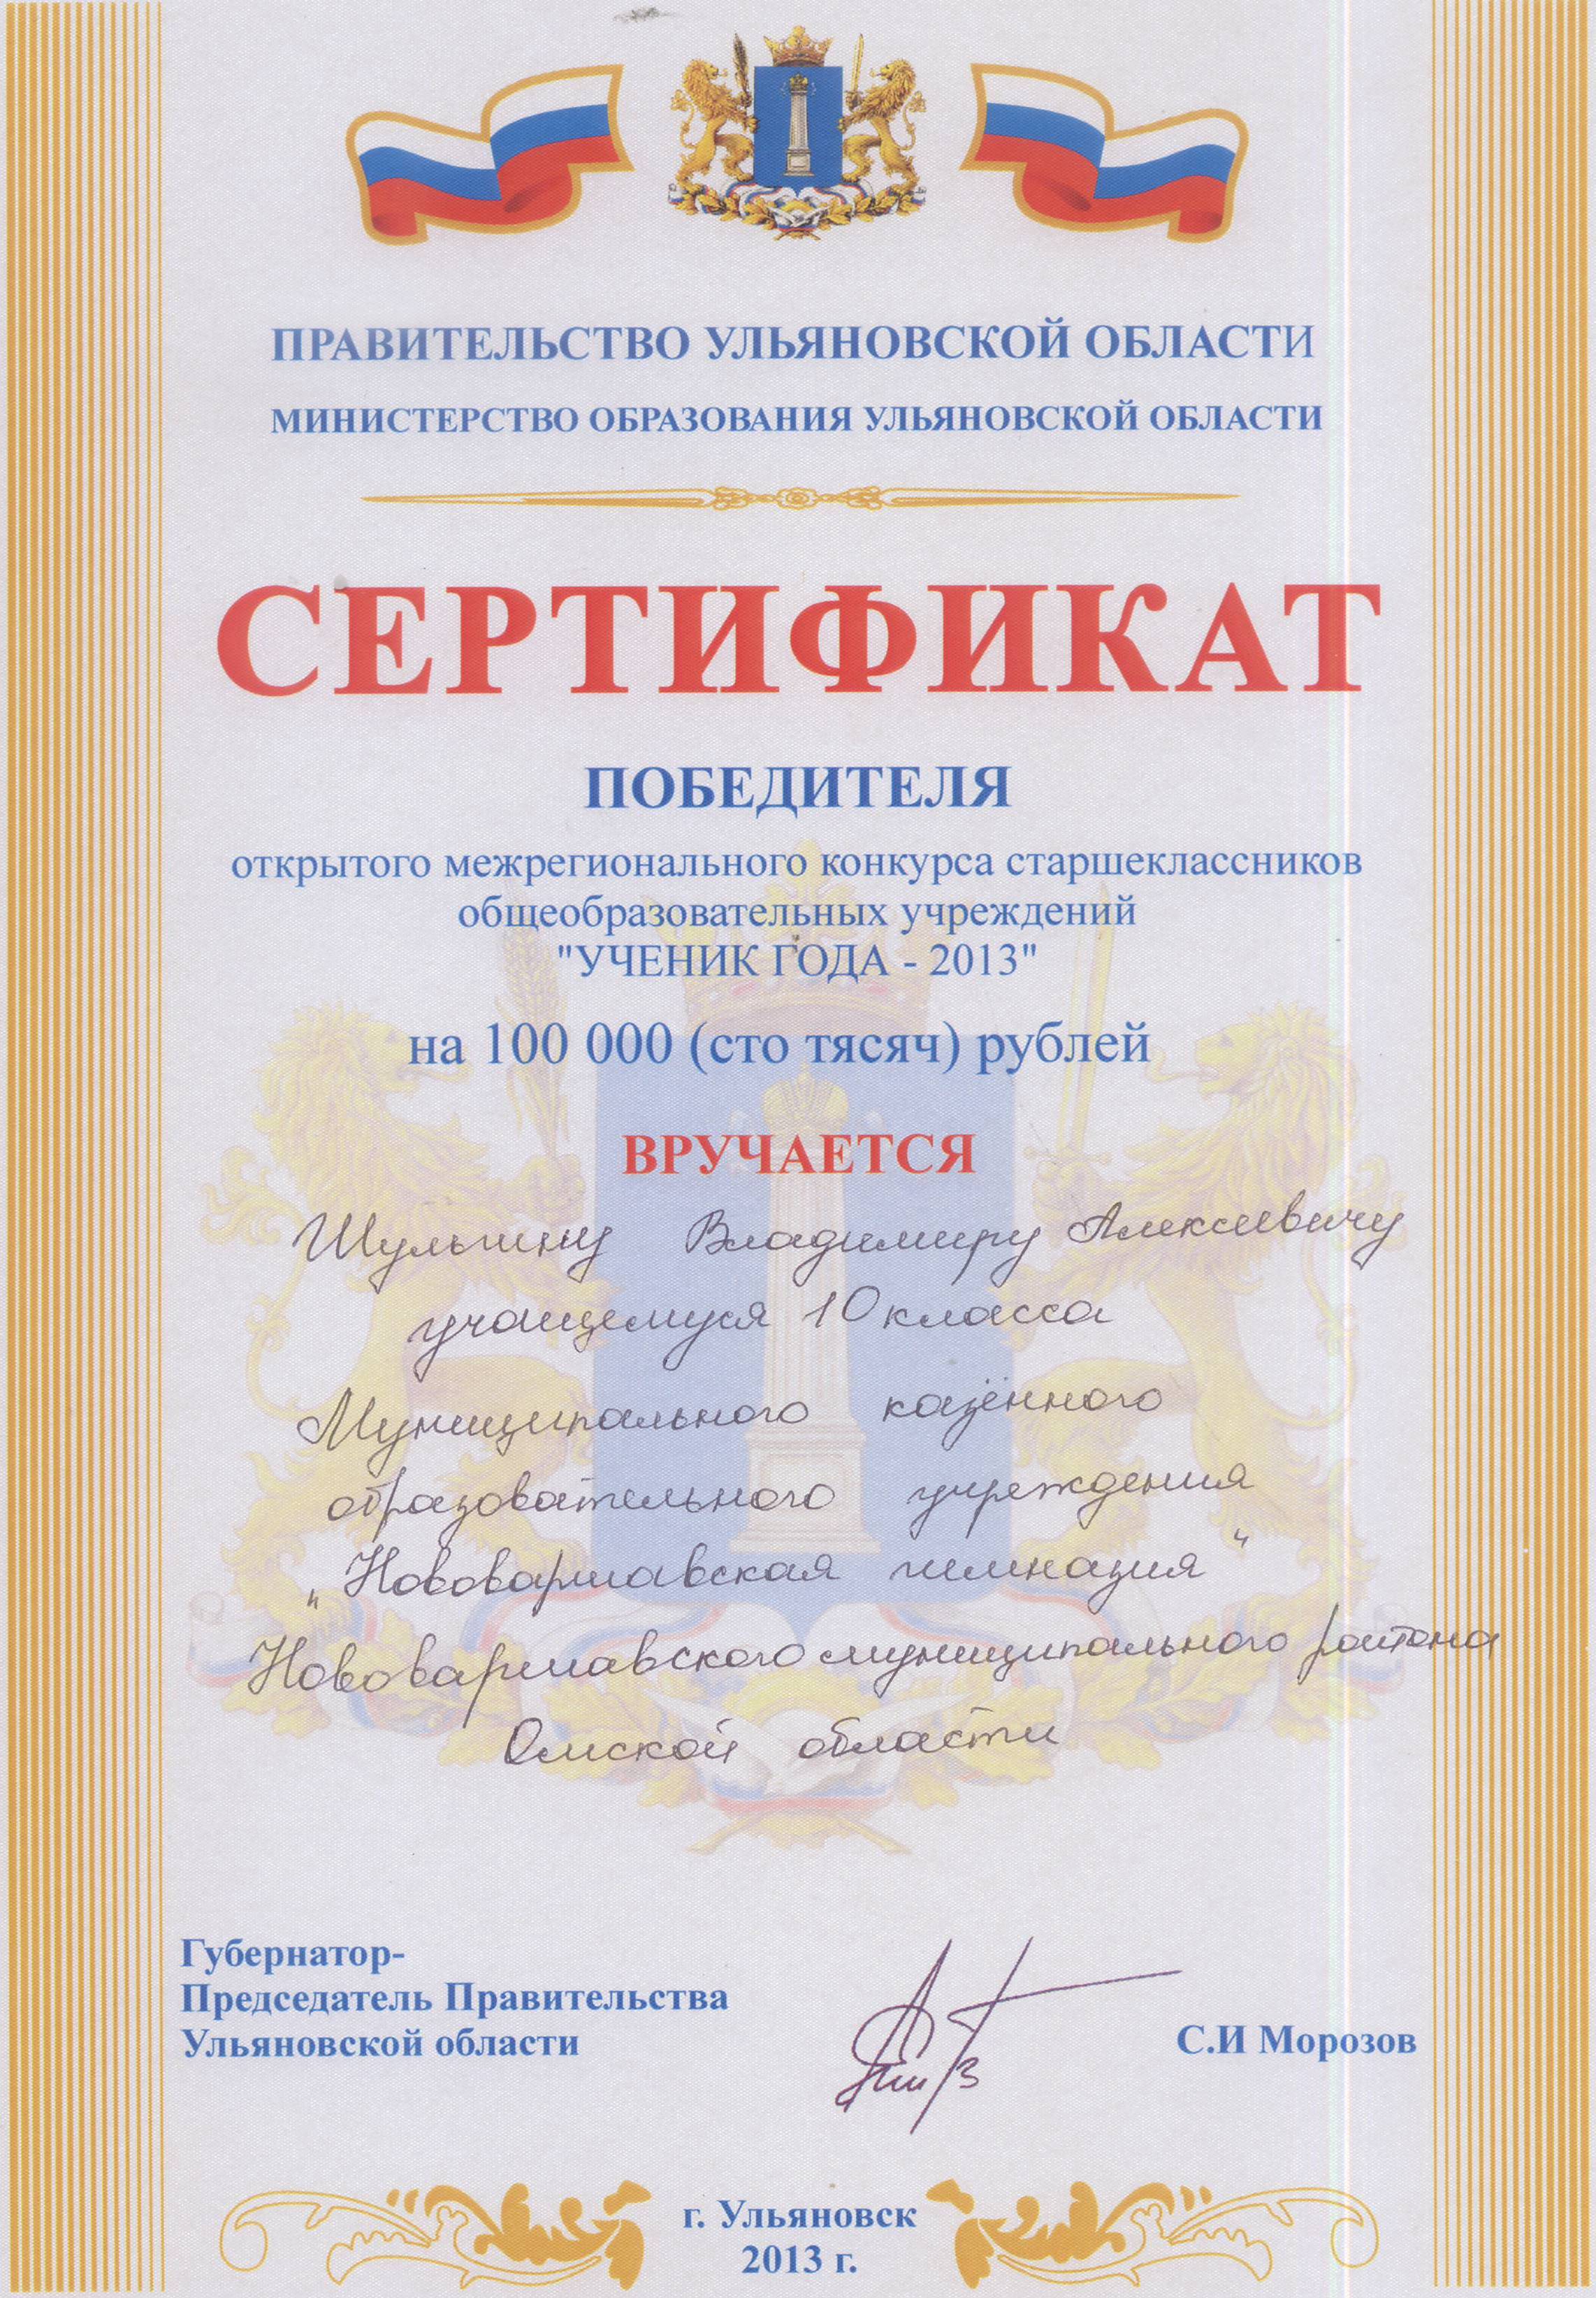 ПРАВИТЕЛЬСТВО УЛЬЯНОВСКОЙ ОБЛАСТИ
МИНИСТЕРСТВО ОБРАЗОВАНИЯ УЛЬЯНОВСКОЙ ОБЛАСТИ
СЕРТИФИКАТ
ПОБЕДИТЕЛЯ
открытого межрегионального конкурса старшеклассников
общеобразовательных учреждений
"УЧЕНИК ГОДА - 2013"
на 100 000 (сто тясяч) рублей
ВРУЧАЕТСЯ
Шульгину Владимиру Алексеевичу
учащемуся 10 класса
Муниципального казённого
образовательного учреждения
„Нововаршавская гимназия“
Нововаршавского муниципального района
Омской области
Губернатор-
Председатель Правительства
Ульяновской области
С.И Морозов
г. Ульяновск
2013 г.